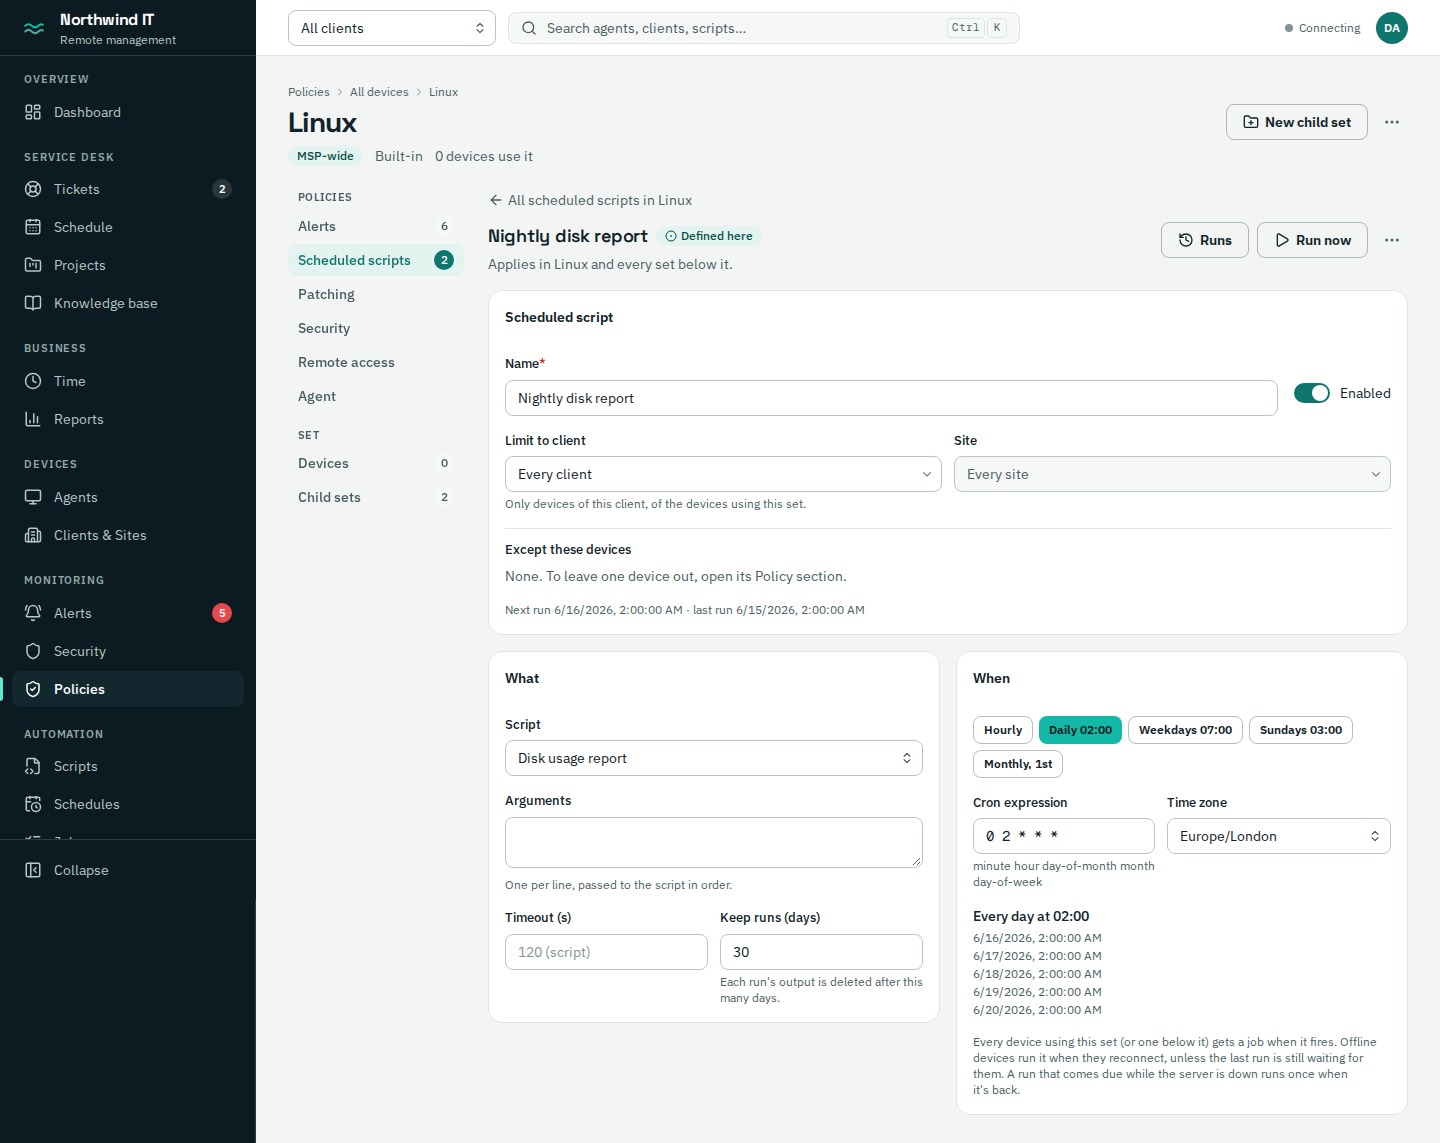 Northwind IT
Remote management
OVERVIEW
Dashboard
SERVICE DESK
Tickets 2
Schedule
Projects
Knowledge base
BUSINESS
Time
Reports
DEVICES
Agents
Clients & Sites
MONITORING
Alerts 5
Security
Policies
AUTOMATION
Scripts
Schedules
Collapse
All clients
Search agents, clients, scripts...
Ctrl K
Connecting
DA
Policies > All devices > Linux
Linux
MSP-wide Built-in 0 devices use it
New child set
POLICIES
Alerts 6
Scheduled scripts 2
Patching
Security
Remote access
Agent
SET
Devices 0
Child sets 2
All scheduled scripts in Linux
Nightly disk report Defined here
Applies in Linux and every set below it.
Runs
Run now
Scheduled script
Name*
Nightly disk report
Enabled
Limit to client
Every client
Only devices of this client, of the devices using this set.
Site
Every site
Except these devices
None. To leave one device out, open its Policy section.
Next run 6/16/2026, 2:00:00 AM · last run 6/15/2026, 2:00:00 AM
What
Script
Disk usage report
Arguments
One per line, passed to the script in order.
Timeout (s)
120 (script)
Keep runs (days)
30
Each run's output is deleted after this
many days.
When
Hourly Daily 02:00 Weekdays 07:00 Sundays 03:00
Monthly, 1st
Cron expression
0 2 * * *
minute hour day-of-month month
day-of-week
Time zone
Europe/London
Every day at 02:00
6/16/2026, 2:00:00 AM
6/17/2026, 2:00:00 AM
6/18/2026, 2:00:00 AM
6/19/2026, 2:00:00 AM
6/20/2026, 2:00:00 AM
Every device using this set (or one below it) gets a job when it fires. Offline
devices run it when they reconnect, unless the last run is still waiting for
them. A run that comes due while the server is down runs once when
it's back.